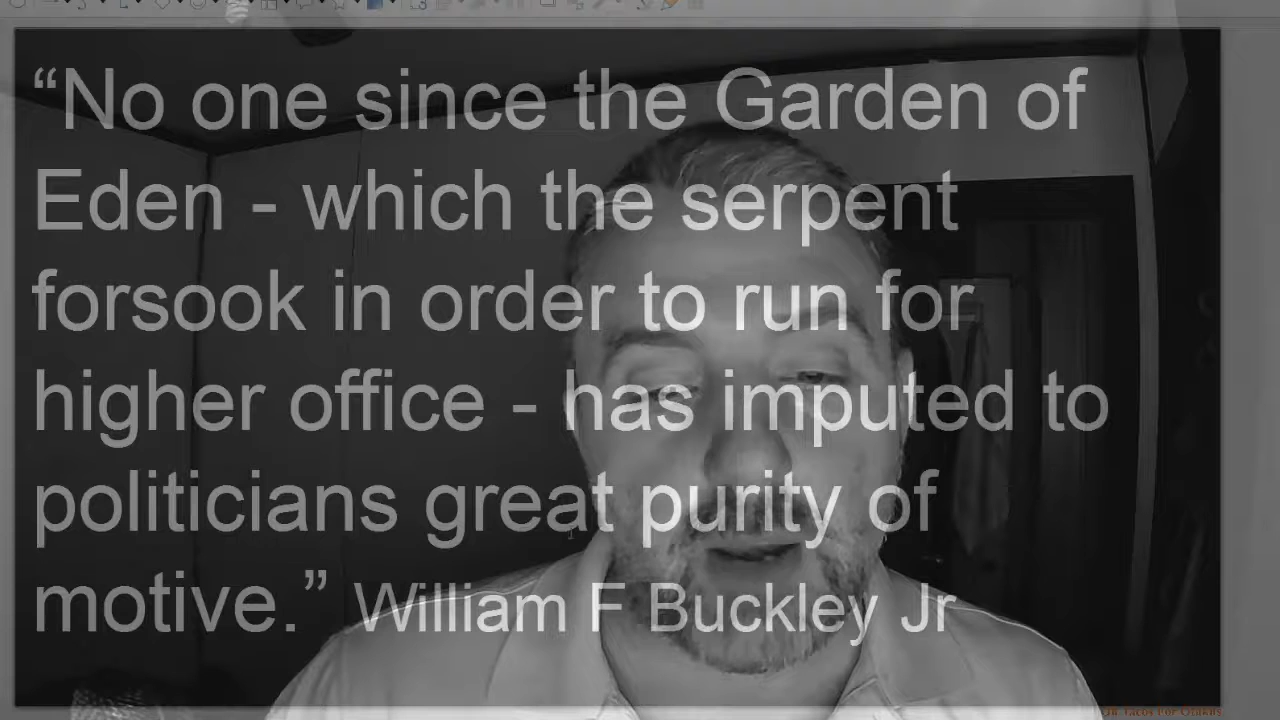 “No one since the Garden of
Eden - which the serpent
forsook in order to run for
higher office - has imputed to
politicians great purity of
motive.” William F Buckley Jr